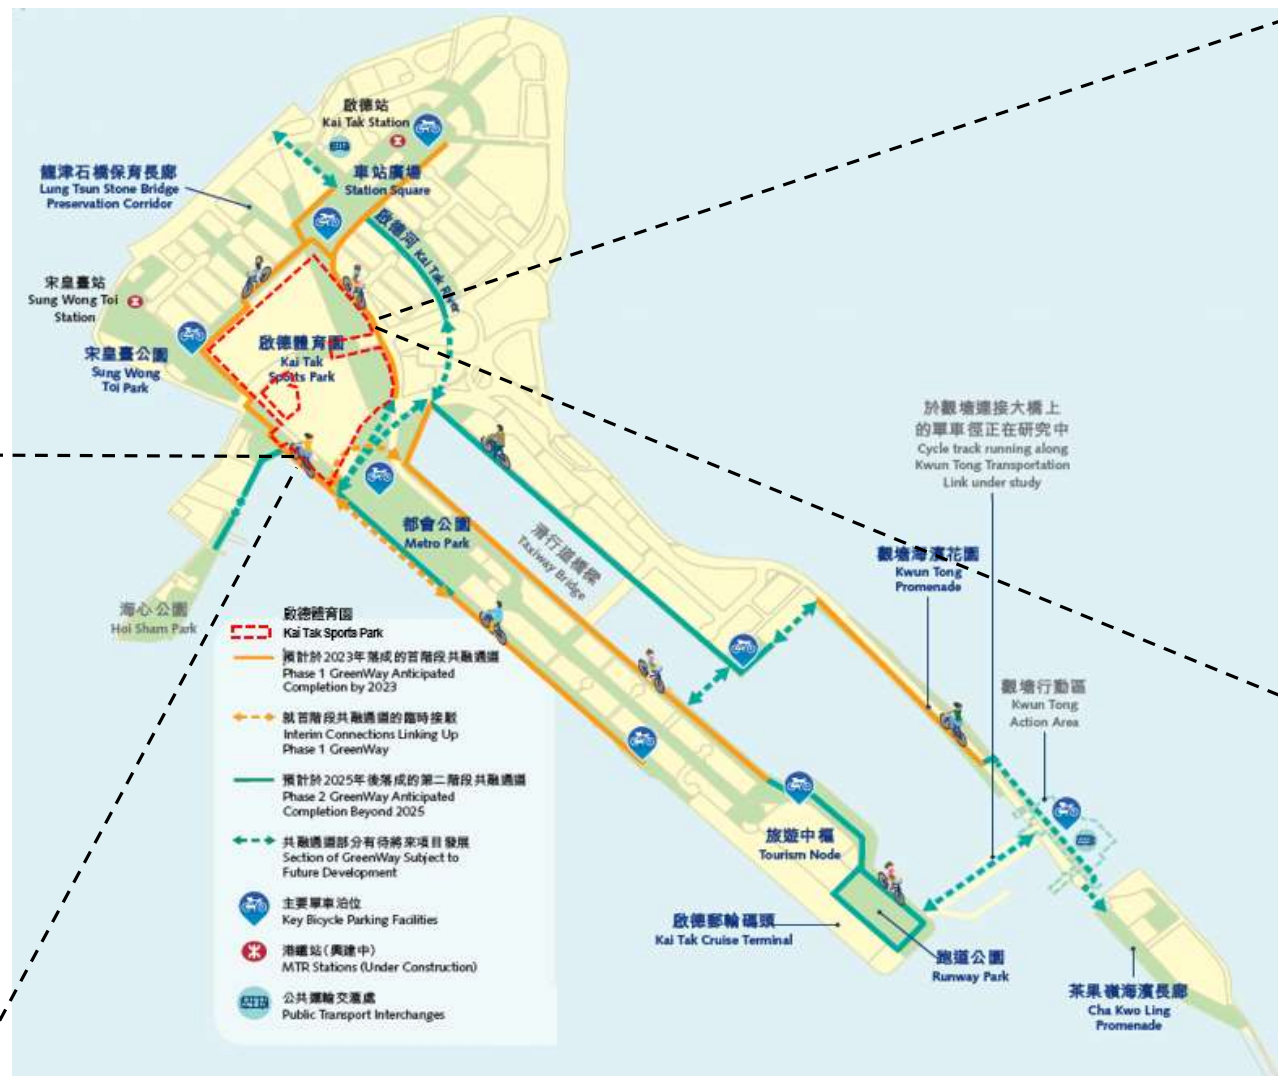 啟德站
Kai Tak Station
車站廣場
Station Square
龍津石橋保育長廊
Lung Tsun Stone Bridge
Preservation Corridor
啟德河 Kai Tak River
宋皇臺站
Sung Wong Toi
Station
宋皇臺公園
Sung Wong
Toi Park
啟德體育園
Kai Tak
Sports Park
於觀塘連接大橋上
的單車徑正在研究中
Cycle track running along
Kwun Tong Transportation
Link under study
都會公園
Metro Park
滑行道橋樑
Taxiway Bridge
觀塘海濱花園
Kwun Tong
Promenade
海心公園
Hoi Sham Park
觀塘行動區
Kwun Tong
Action Area
旅遊中樞
Tourism Node
啟德郵輪碼頭
Kai Tak Cruise Terminal
跑道公園
Runway Park
茶果嶺海濱長廊
Cha Kwo Ling
Promenade
啟德體育園
Kai Tak Sports Park
預計於2023年落成的首階段共融通道
Phase 1 GreenWay Anticipated
Completion by 2023
就首階段共融通道的臨時接駁
Interim Connections Linking Up
Phase 1 GreenWay
預計於2025年後落成的第二階段共融通道
Phase 2 GreenWay Anticipated
Completion Beyond 2025
共融通道部分有待將來項目發展
Section of GreenWay Subject to
Future Development
主要單車泊位
Key Bicycle Parking Facilities
港鐵站(興建中)
MTR Stations (Under Construction)
公共運輸交匯處
Public Transport Interchanges